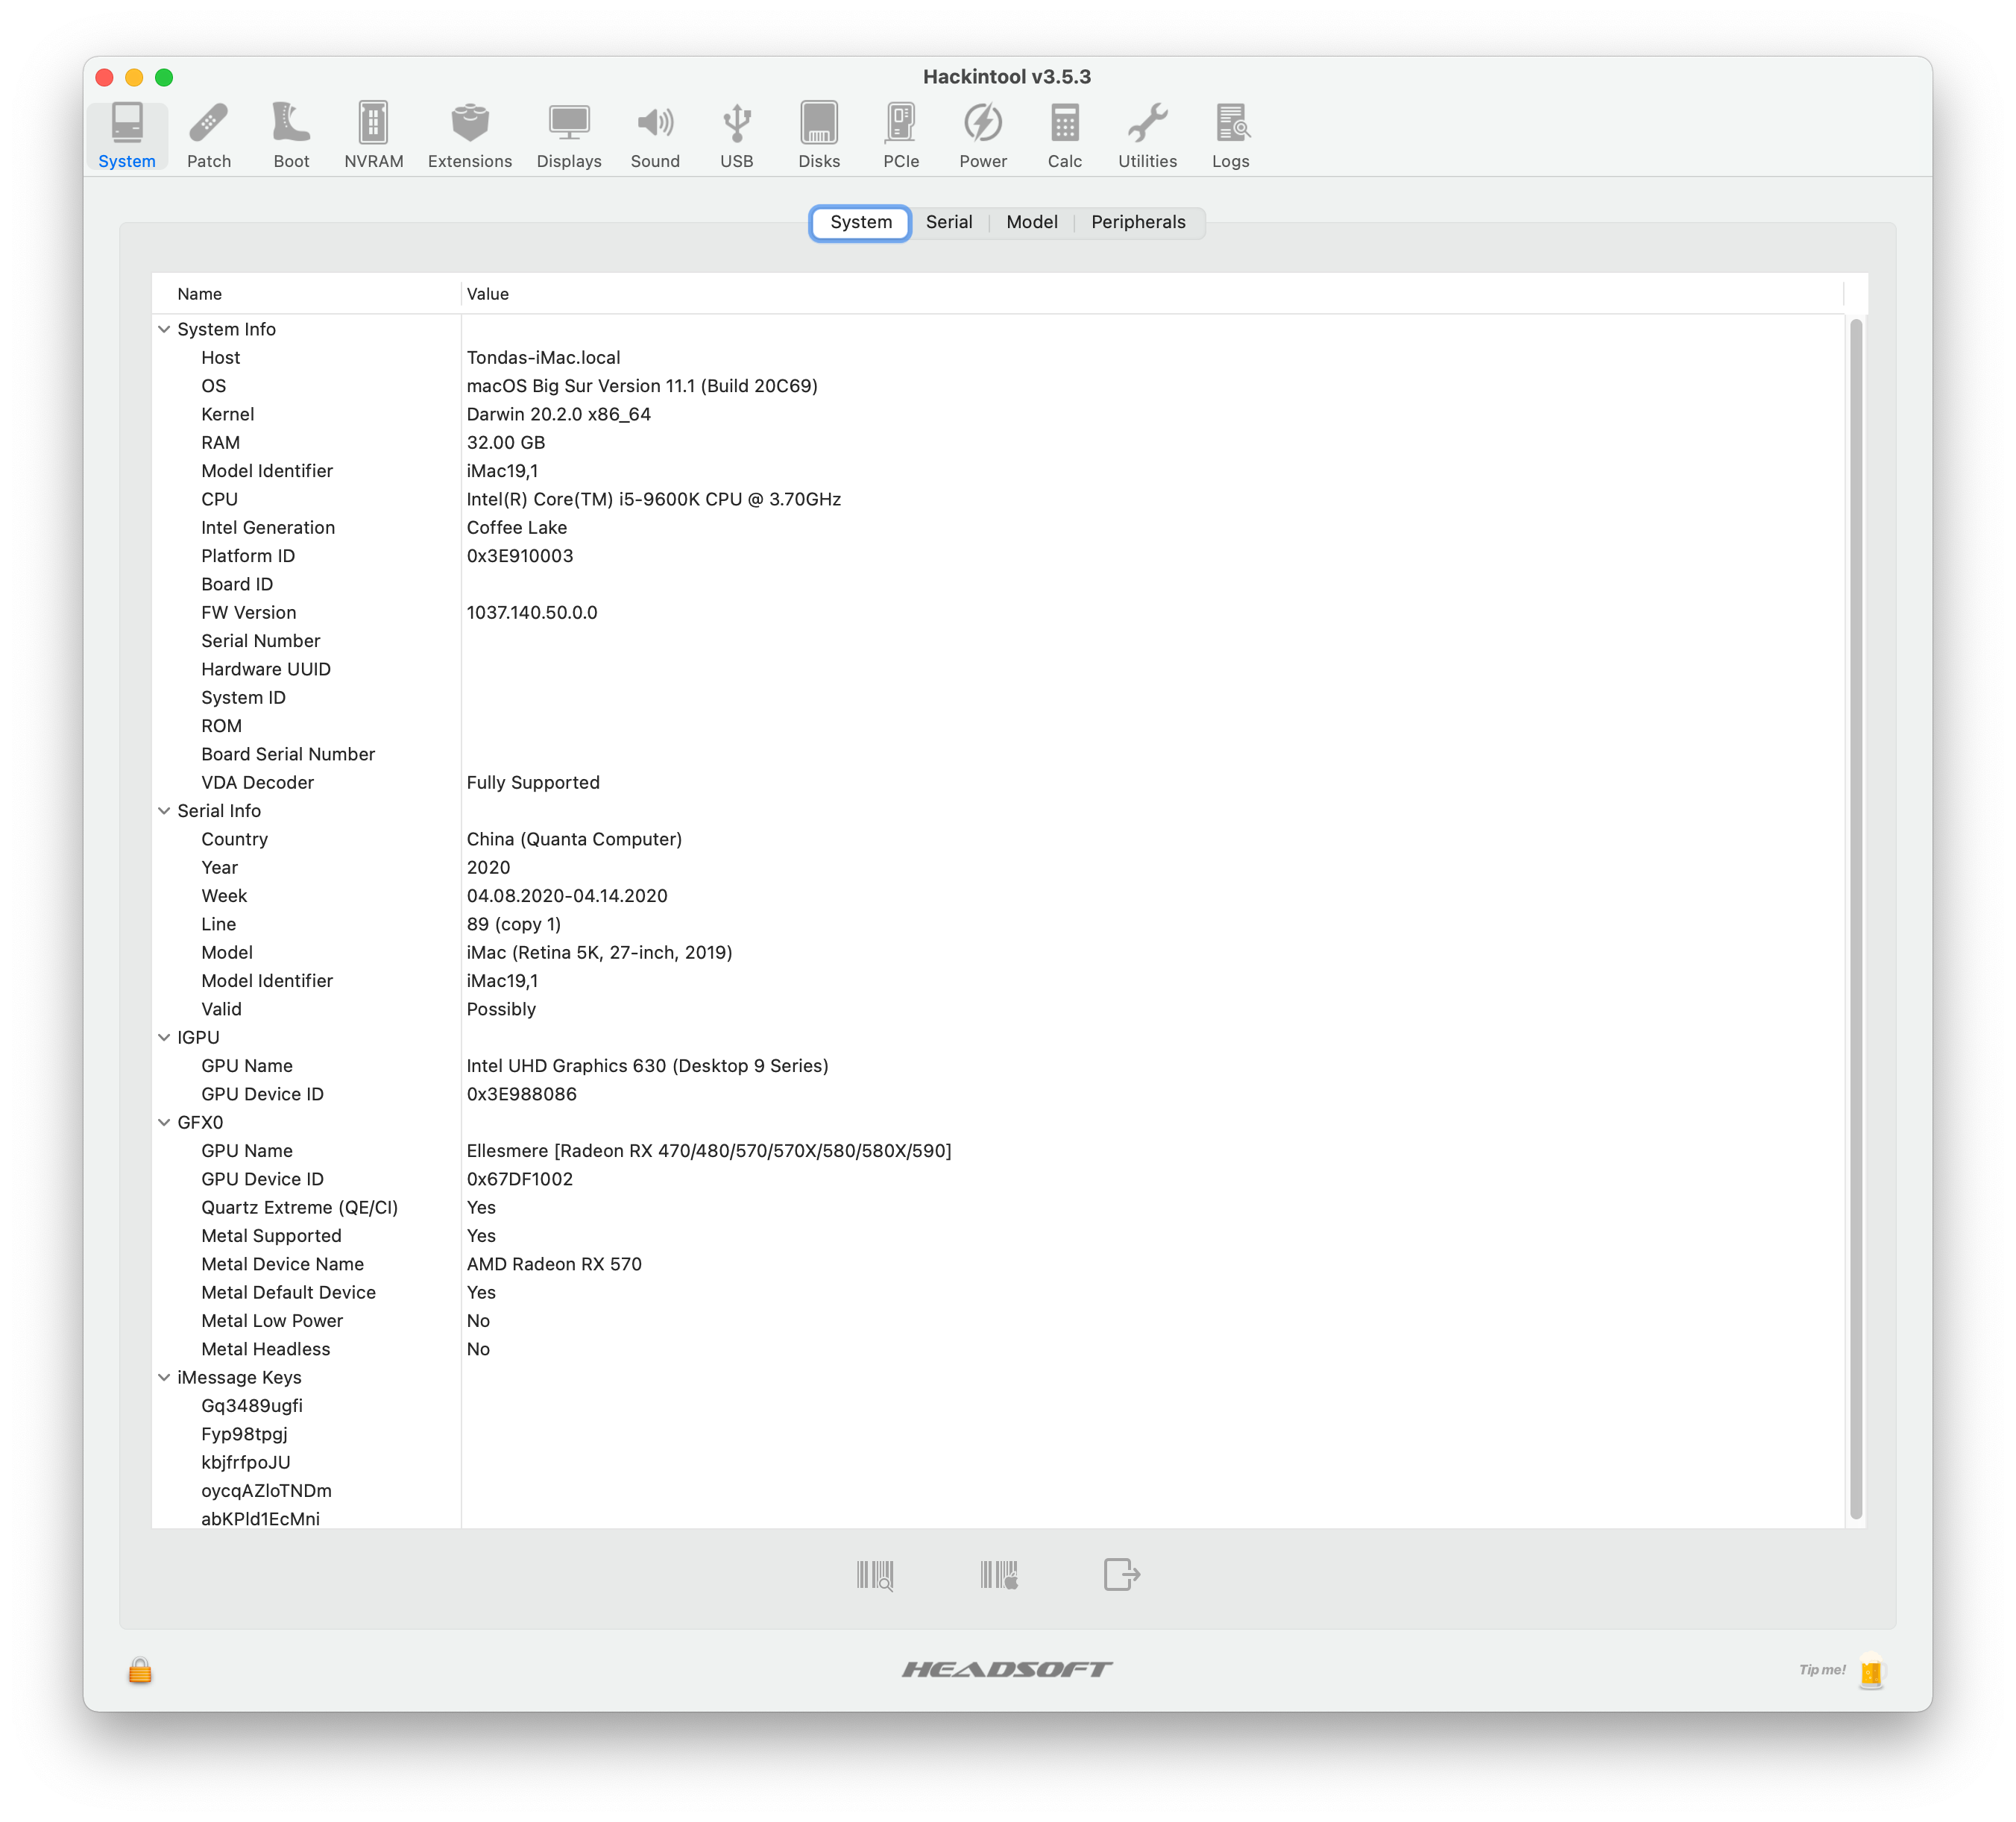 Hackintool v3.5.3
System Patch Boot NVRAM Extensions Displays Sound USB Disks PCIe Power Calc Utilities Logs
System Serial Model Peripherals
Name Value
System Info
Host Tondas-iMac.local
OS macOS Big Sur Version 11.1 (Build 20C69)
Kernel Darwin 20.2.0 x86_64
RAM 32.00 GB
Model Identifier iMac19,1
CPU Intel(R) Core(TM) i5-9600K CPU @ 3.70GHz
Intel Generation Coffee Lake
Platform ID 0x3E910003
Board ID
FW Version 1037.140.50.0.0
Serial Number
Hardware UUID
System ID
ROM
Board Serial Number
VDA Decoder Fully Supported
Serial Info
Country China (Quanta Computer)
Year 2020
Week 04.08.2020-04.14.2020
Line 89 (copy 1)
Model iMac (Retina 5K, 27-inch, 2019)
Model Identifier iMac19,1
Valid Possibly
IGPU
GPU Name Intel UHD Graphics 630 (Desktop 9 Series)
GPU Device ID 0x3E988086
GFX0
GPU Name Ellesmere [Radeon RX 470/480/570/570X/580/580X/590]
GPU Device ID 0x67DF1002
Quartz Extreme (QE/CI) Yes
Metal Supported Yes
Metal Device Name AMD Radeon RX 570
Metal Default Device Yes
Metal Low Power No
Metal Headless No
iMessage Keys
Gq3489ugfi
Fyp98tpgj
kbjfrfpoJU
oycqAZloTNDm
abKPld1EcMni
HEADSOFT
Tip me!